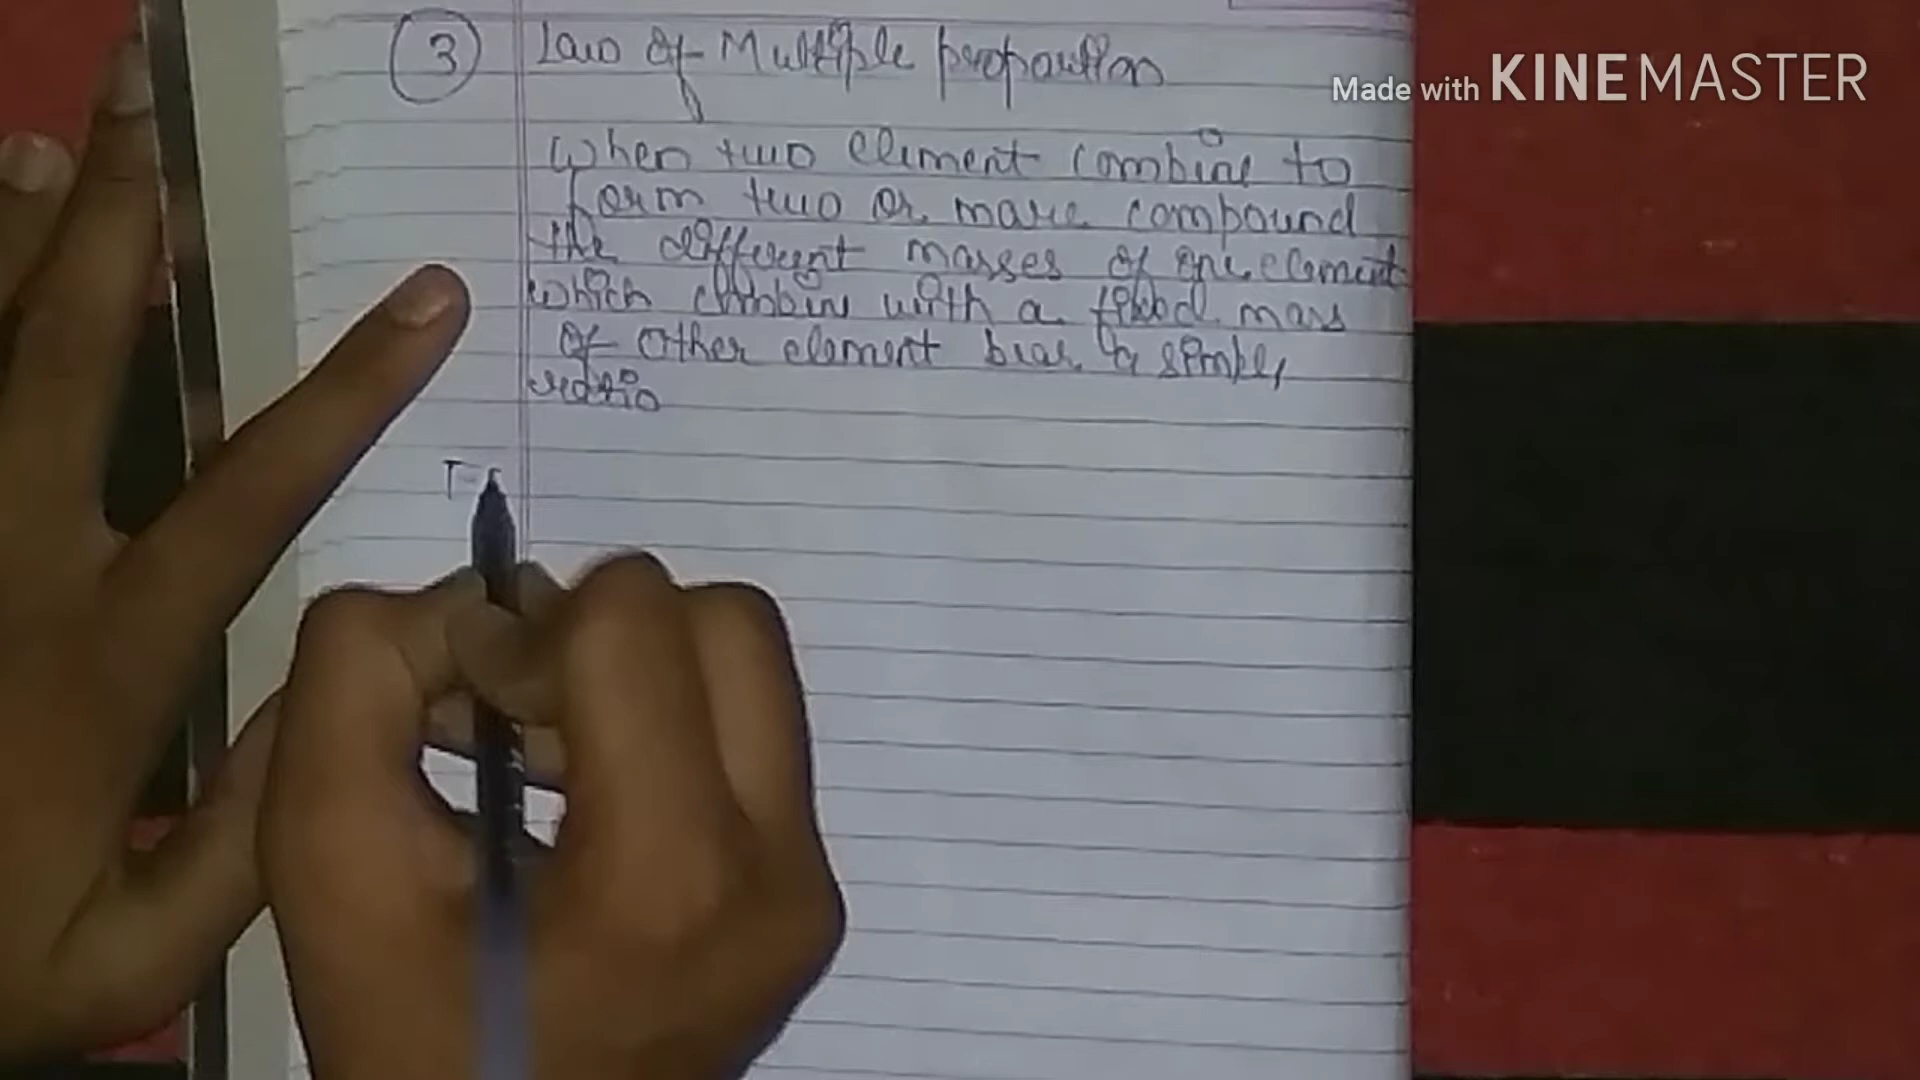 3 Law of Multiple proportion
Made with KINEMASTER
When two element combine to
form two or more compound
the different masses of one element
which combine with a fixed mass
of other element bear a simple,
ratio